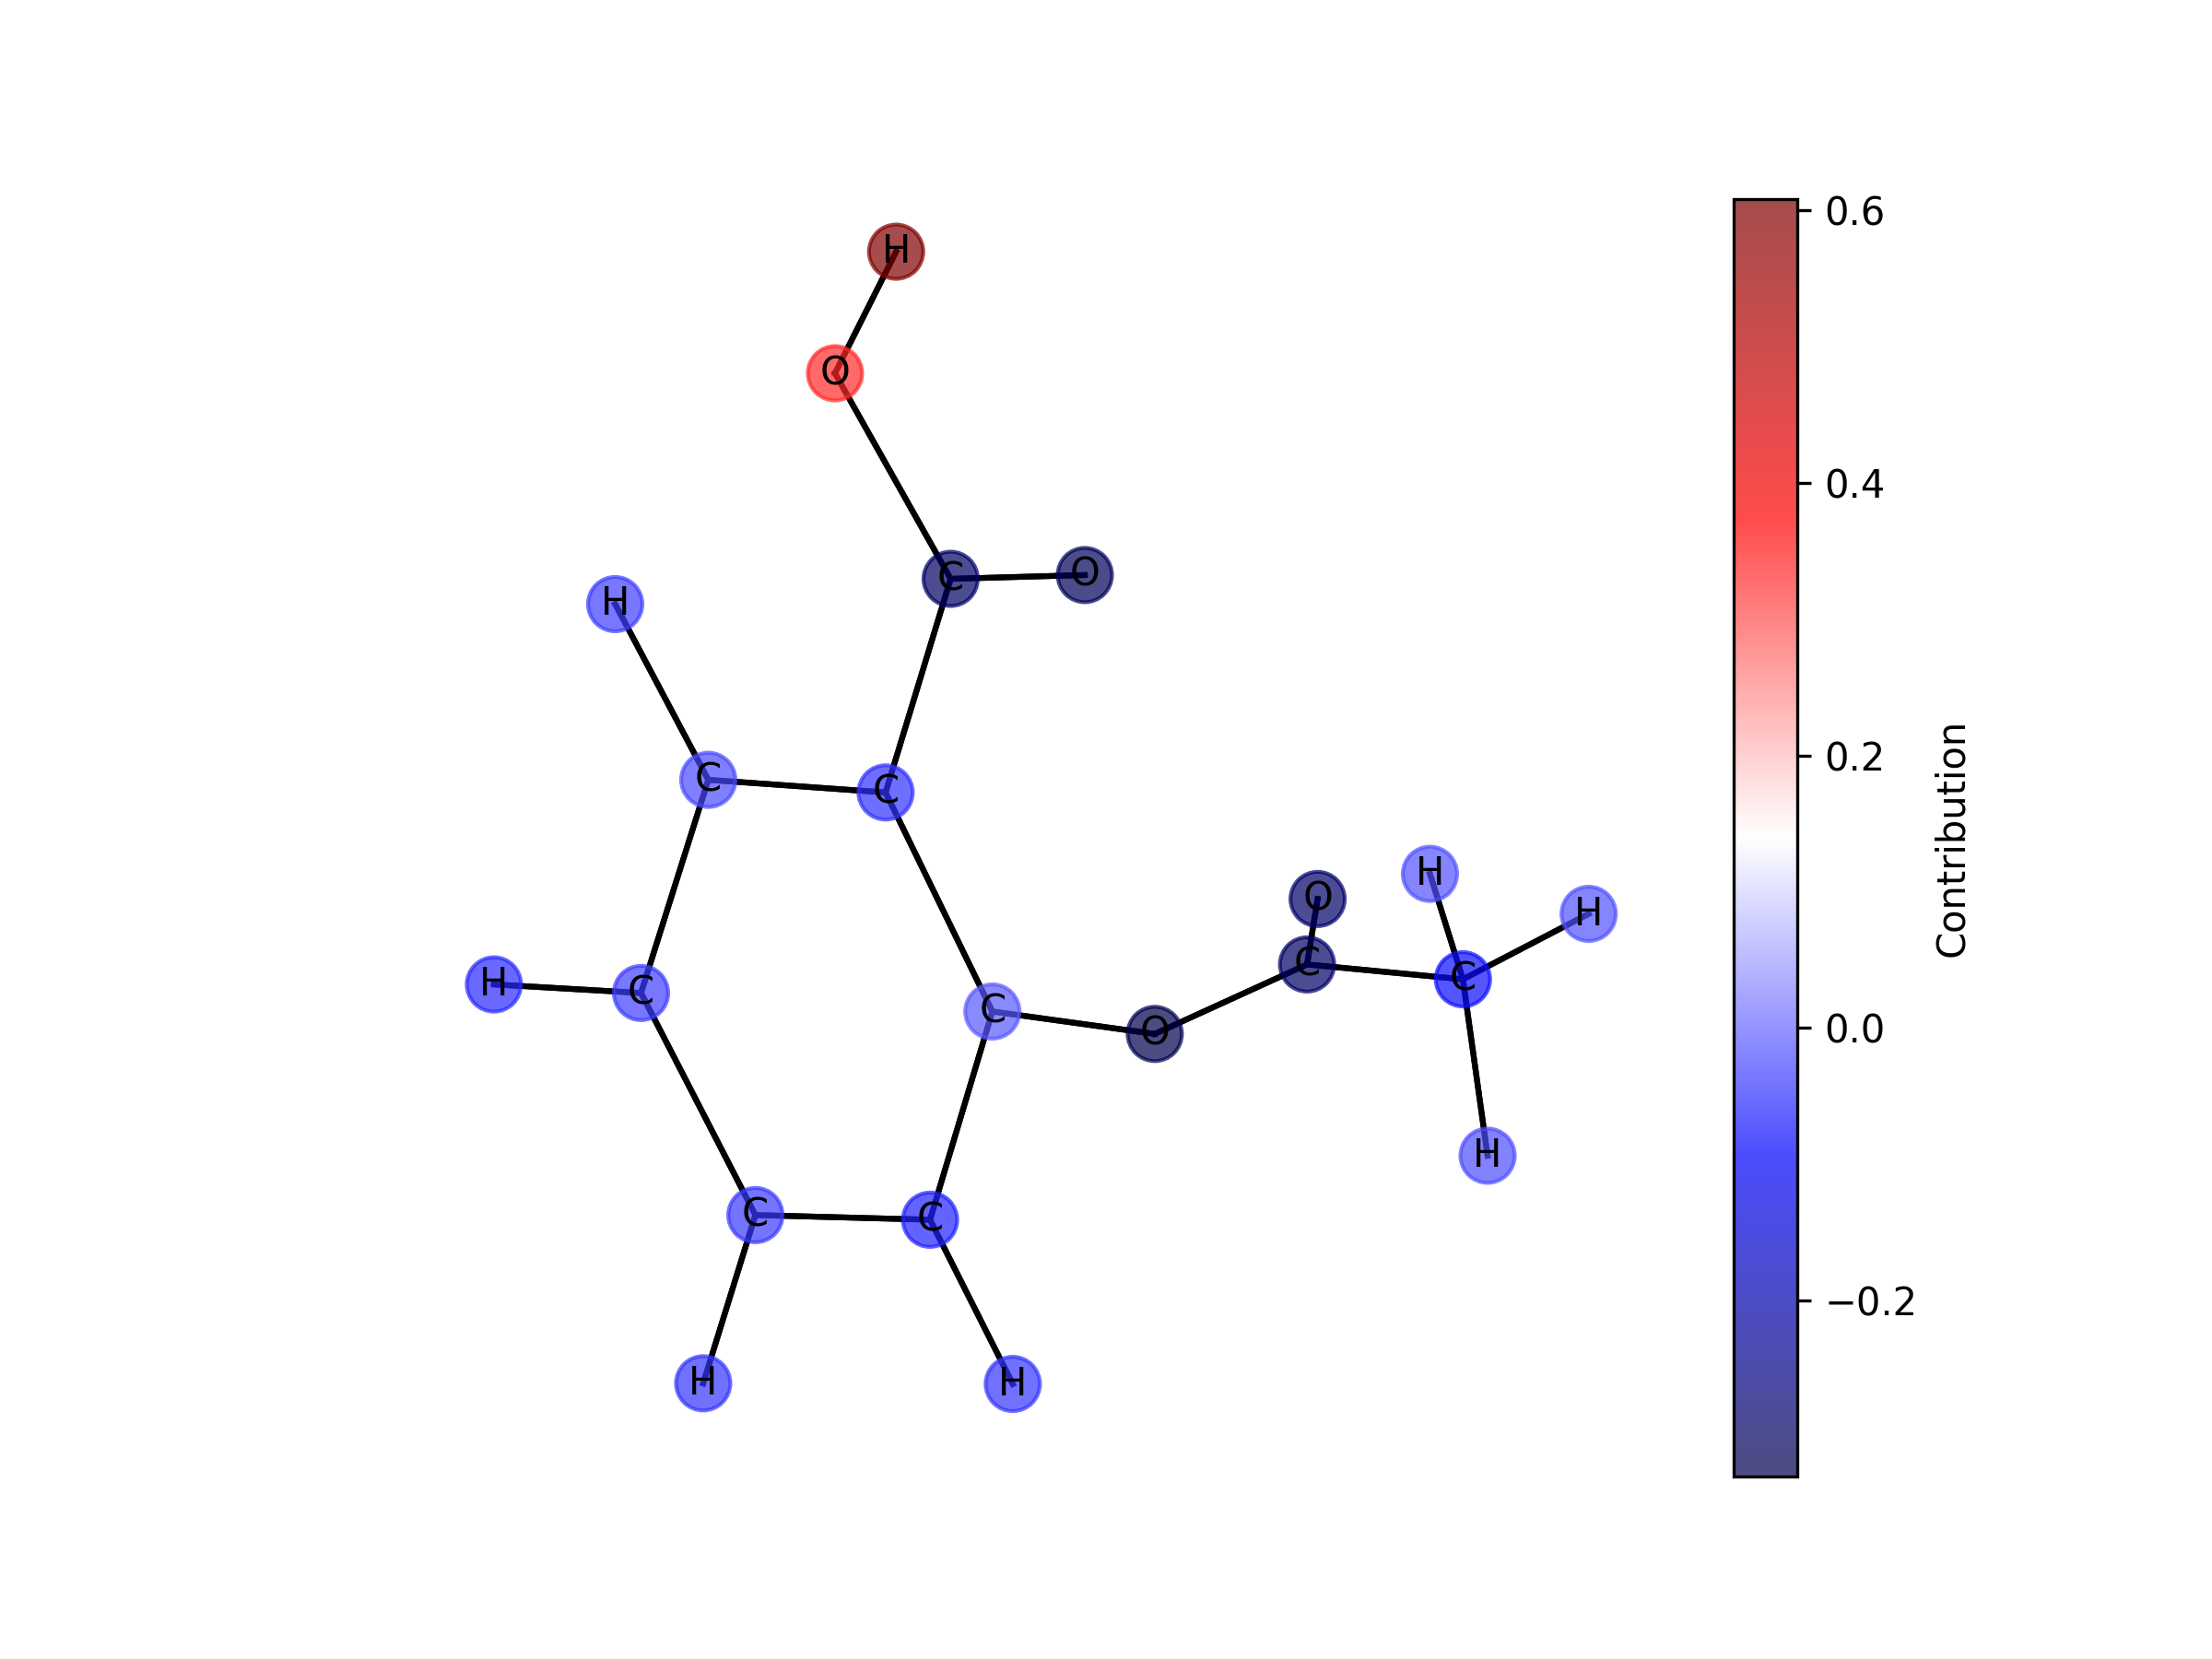 0.6
H
O
0.4
C O
H
0.2
C C
H
O H
Contribution
C C
H C C
O 0.0
H
C C
−0.2
H H